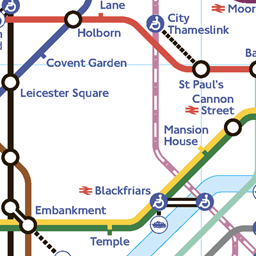 Lane
Holborn
City
Thameslink
Moor
Covent Garden
Ba
Leicester Square
St Paul's
Cannon
Street
Mansion
House
Blackfriars
Embankment
Temple